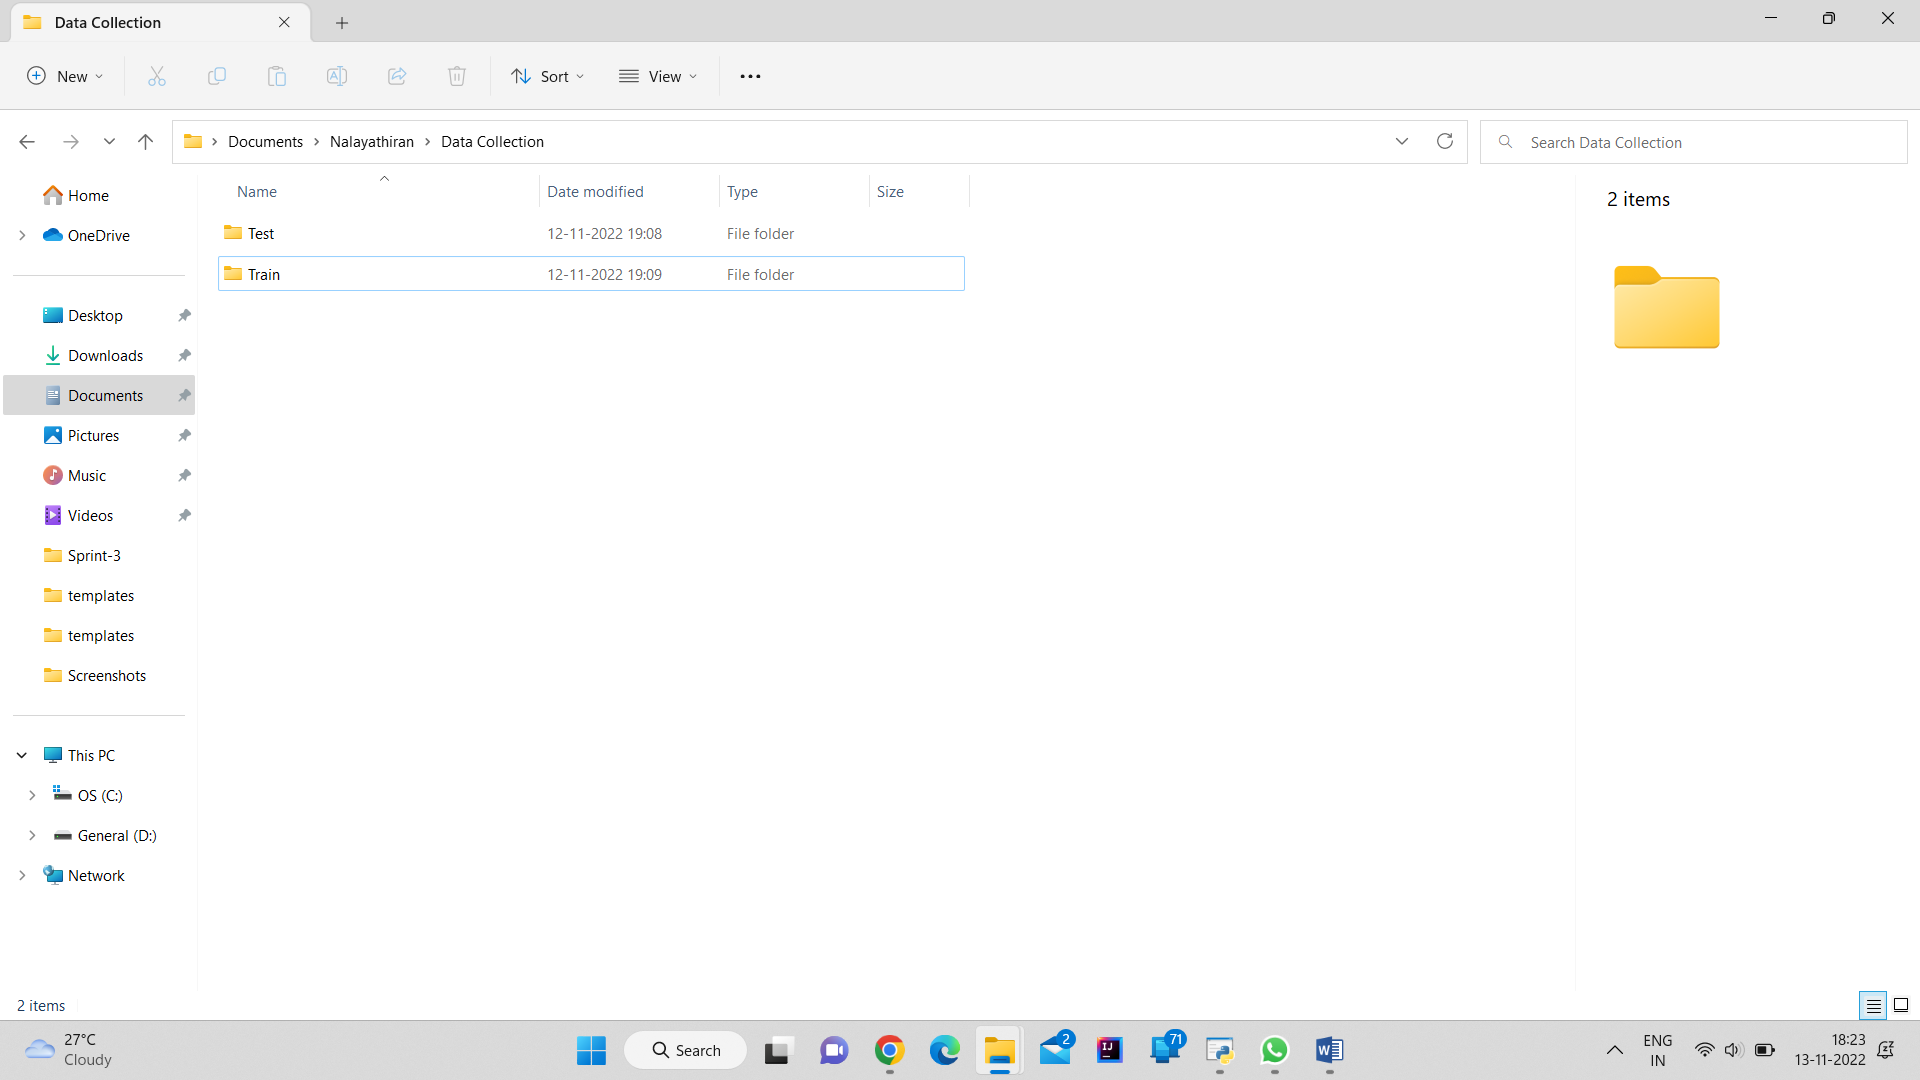 Data Collection
New
Sort
View
Documents
Nalayathiran
Data Collection
Search Data Collection
Home
OneDrive
Desktop
Downloads
Documents
Pictures
Music
Videos
Sprint-3
templates
templates
Screenshots
This PC
OS (C:)
General (D:)
Network
Name Date modified Type Size
Test 12-11-2022 19:08 File folder
Train 12-11-2022 19:09 File folder
2 items
2 items
27°C
Cloudy
Search
2
71
ENG
IN
18:23
13-11-2022